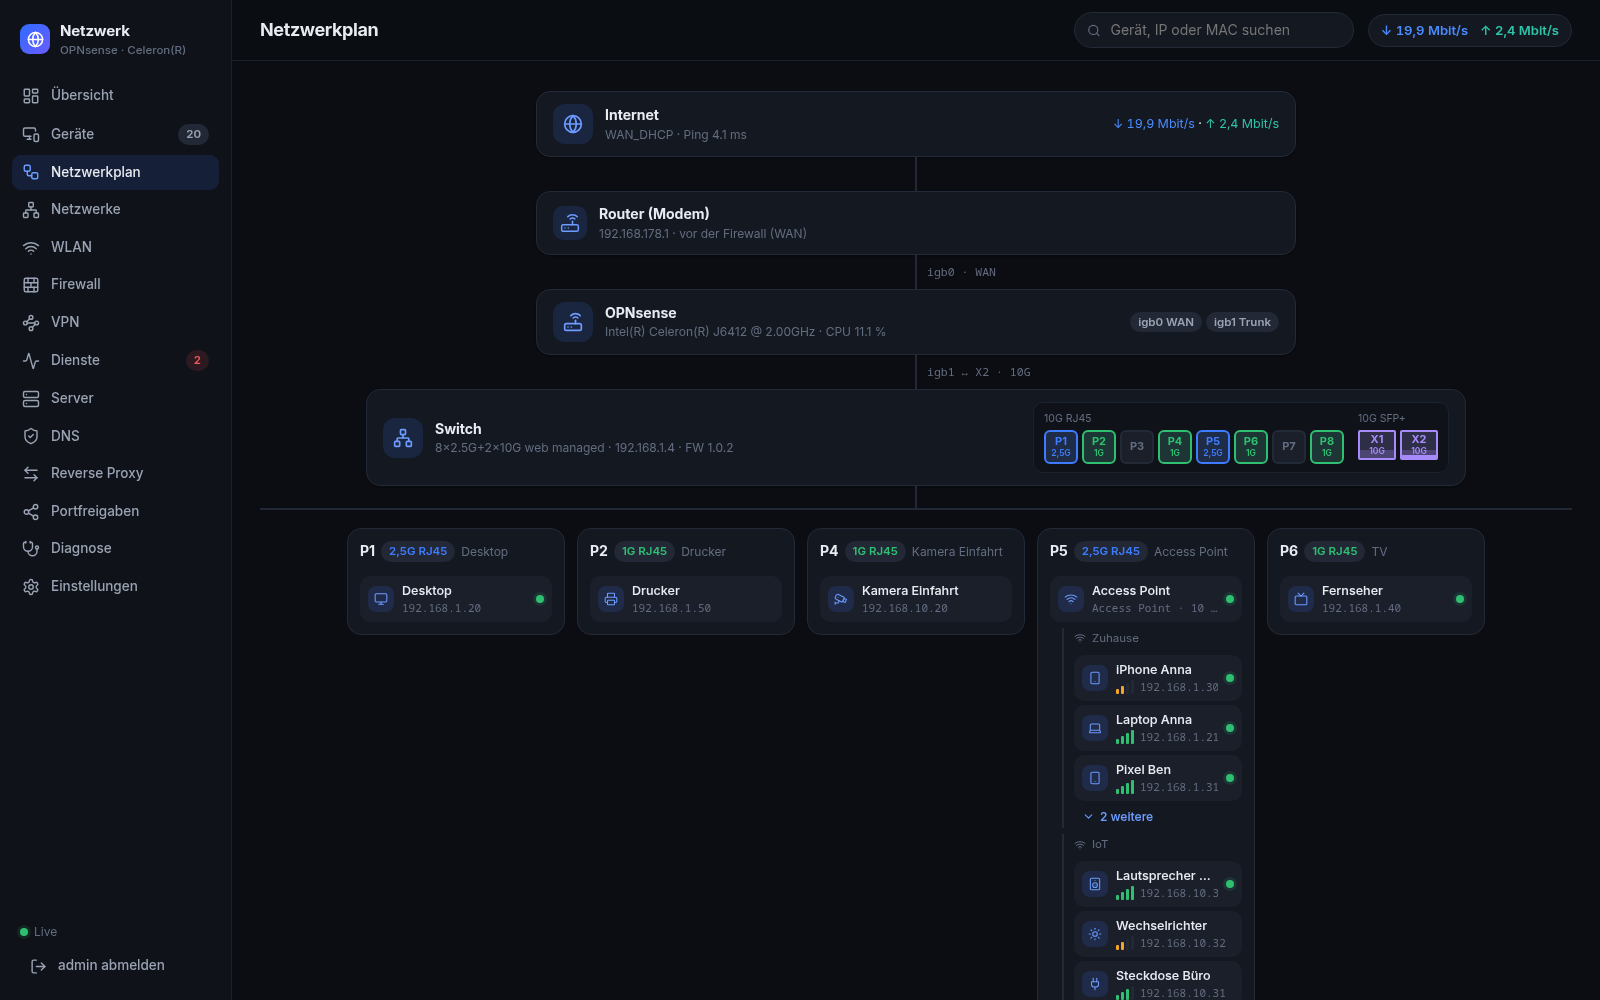 Netzwerk
OPNsense · Celeron(R)
Übersicht
Geräte 20
Netzwerkplan
Netzwerke
WLAN
Firewall
VPN
Dienste 2
Server
DNS
Reverse Proxy
Portfreigaben
Diagnose
Einstellungen
Live
admin abmelden
Netzwerkplan
Gerät, IP oder MAC suchen
↓ 19,9 Mbit/s ↑ 2,4 Mbit/s
Internet
WAN_DHCP · Ping 4.1 ms
↓ 19,9 Mbit/s · ↑ 2,4 Mbit/s
Router (Modem)
192.168.178.1 · vor der Firewall (WAN)
igb0 · WAN
OPNsense
Intel(R) Celeron(R) J6412 @ 2.00GHz · CPU 11.1 %
igb0 WAN igb1 Trunk
igb1 ↔ X2 · 10G
Switch
8×2.5G+2×10G web managed · 192.168.1.4 · FW 1.0.2
10G RJ45 10G SFP+
P1 P2 P3 P4 P5 P6 P7 P8 X1 X2
2,5G 1G 1G 2,5G 1G 1G 10G 10G
P1 2,5G RJ45 Desktop
Desktop
192.168.1.20
P2 1G RJ45 Drucker
Drucker
192.168.1.50
P4 1G RJ45 Kamera Einfahrt
Kamera Einfahrt
192.168.10.20
P5 2,5G RJ45 Access Point
Access Point
Access Point · 10 …
Zuhause
iPhone Anna
192.168.1.30
Laptop Anna
192.168.1.21
Pixel Ben
192.168.1.31
2 weitere
IoT
Lautsprecher …
192.168.10.3
Wechselrichter
192.168.10.32
Steckdose Büro
192.168.10.31
P6 1G RJ45 TV
Fernseher
192.168.1.40